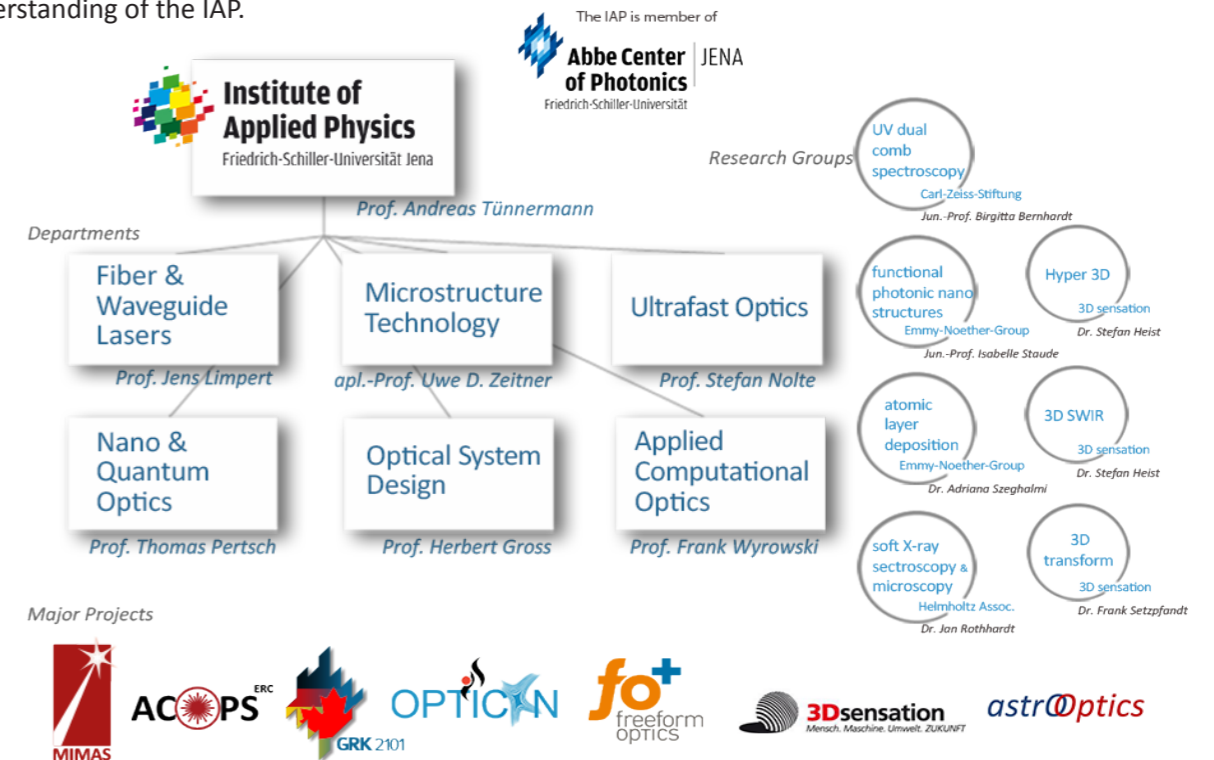 erstanding of the IAP.
The IAP is member of
Abbe Center
of Photonics
JENA
Friedrich-Schiller-Universität
Institute of
Applied Physics
Friedrich-Schiller-Universität Jena
Prof. Andreas Tünnermann
Departments
Fiber &
Waveguide
Lasers
Prof. Jens Limpert
Microstructure
Technology
apl.-Prof. Uwe D. Zeitner
Ultrafast Optics
Prof. Stefan Nolte
Nano &
Quantum
Optics
Prof. Thomas Pertsch
Optical System
Design
Prof. Herbert Gross
Applied
Computational
Optics
Prof. Frank Wyrowski
Research Groups
UV dual
comb
spectroscopy
Carl-Zeiss-Stiftung
Jun.-Prof. Birgitta Bernhardt
functional
photonic nano
structures
Emmy-Noether-Group
Jun.-Prof. Isabelle Staude
Hyper 3D
3D sensation
Dr. Stefan Heist
atomic
layer
deposition
Emmy-Noether-Group
Dr. Adriana Szeghalmi
3D SWIR
3D sensation
Dr. Stefan Heist
soft X-ray
sectroscopy &
microscopy
Helmholtz Assoc.
Dr. Jan Rothhardt
3D
transform
3D sensation
Dr. Frank Setzpfandt
Major Projects
MIMAS
ACOPS ERC
GRK 2101
OPTICON
fo+
freeform
optics
3Dsensation
Mensch. Maschine. Umwelt. ZUKUNFT
astrOOptics